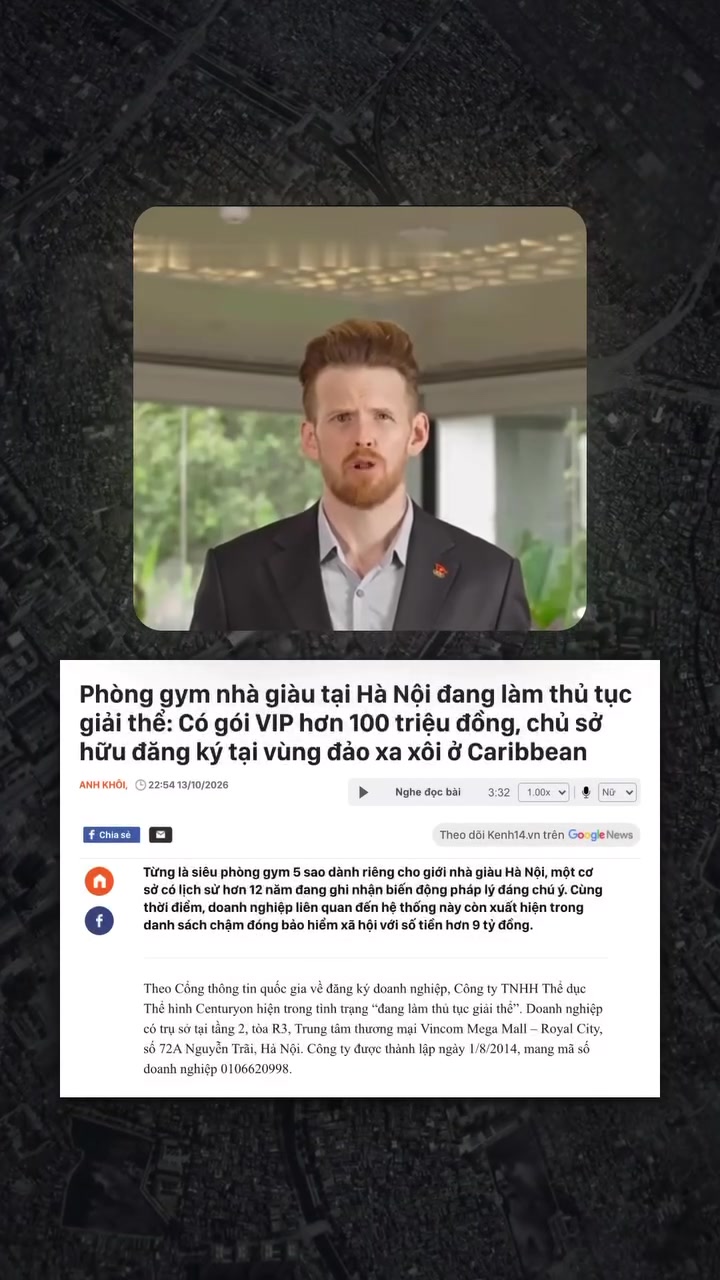 Phòng gym nhà giàu tại Hà Nội đang làm thủ tục
giải thể: Có gói VIP hơn 100 triệu đồng, chủ sở
hữu đăng ký tại vùng đảo xa xôi ở Caribbean
ANH KHÔI, 22:54 13/10/2026
Nghe đọc bài 3:32 1.00x Nữ
Chia sẻ
Theo dõi Kenh14.vn trên Google News
Từng là siêu phòng gym 5 sao dành riêng cho giới nhà giàu Hà Nội, một cơ
sở có lịch sử hơn 12 năm đang ghi nhận biến động pháp lý đáng chú ý. Cùng
thời điểm, doanh nghiệp liên quan đến hệ thống này còn xuất hiện trong
danh sách chậm đóng bảo hiểm xã hội với số tiền hơn 9 tỷ đồng.
Theo Cổng thông tin quốc gia về đăng ký doanh nghiệp, Công ty TNHH Thể dục
Thể hình Centuryon hiện trong tình trạng “đang làm thủ tục giải thể”. Doanh nghiệp
có trụ sở tại tầng 2, tòa R3, Trung tâm thương mại Vincom Mega Mall – Royal City,
số 72A Nguyễn Trãi, Hà Nội. Công ty được thành lập ngày 1/8/2014, mang mã số
doanh nghiệp 0106620998.